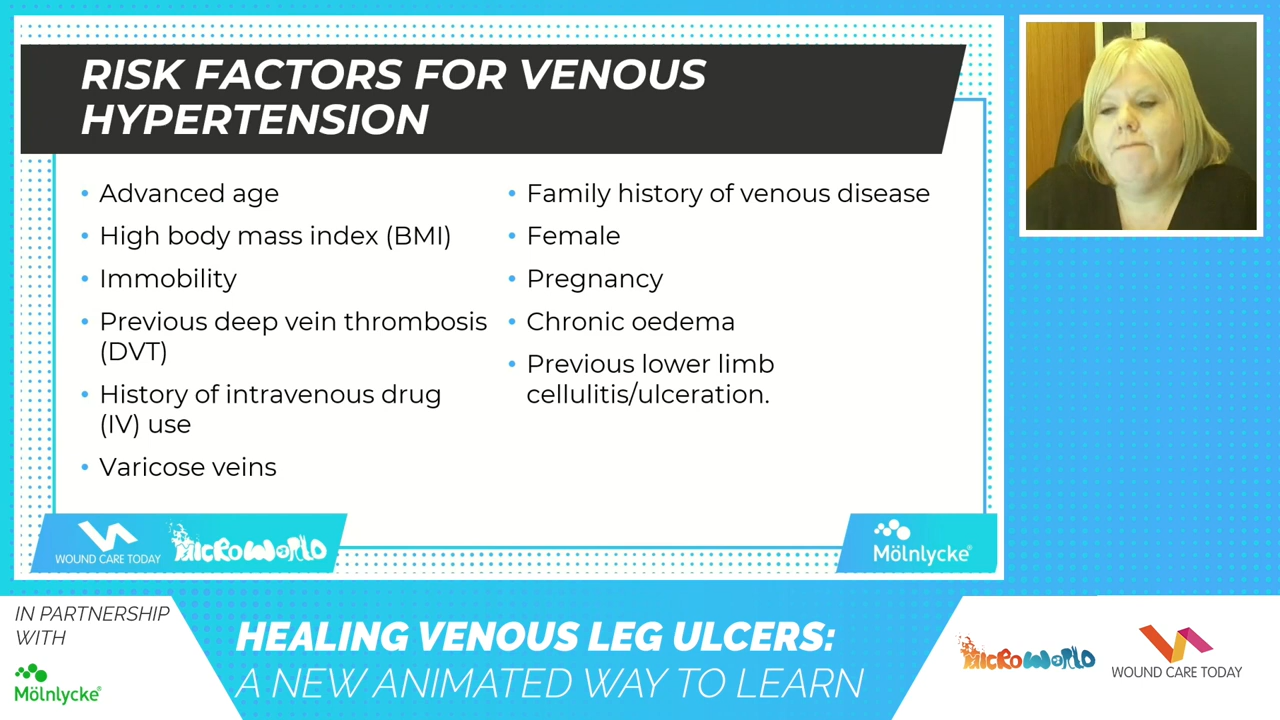 RISK FACTORS FOR VENOUS
HYPERTENSION
• Advanced age
• High body mass index (BMI)
• Immobility
• Previous deep vein thrombosis
(DVT)
• History of intravenous drug
(IV) use
• Varicose veins
• Family history of venous disease
• Female
• Pregnancy
• Chronic oedema
• Previous lower limb
cellulitis/ulceration.
WOUND CARE TODAY
MICROWORLD
Mölnlycke®
IN PARTNERSHIP
WITH
Mölnlycke®
HEALING VENOUS LEG ULCERS:
A NEW ANIMATED WAY TO LEARN
MICROWORLD
WOUND CARE TODAY